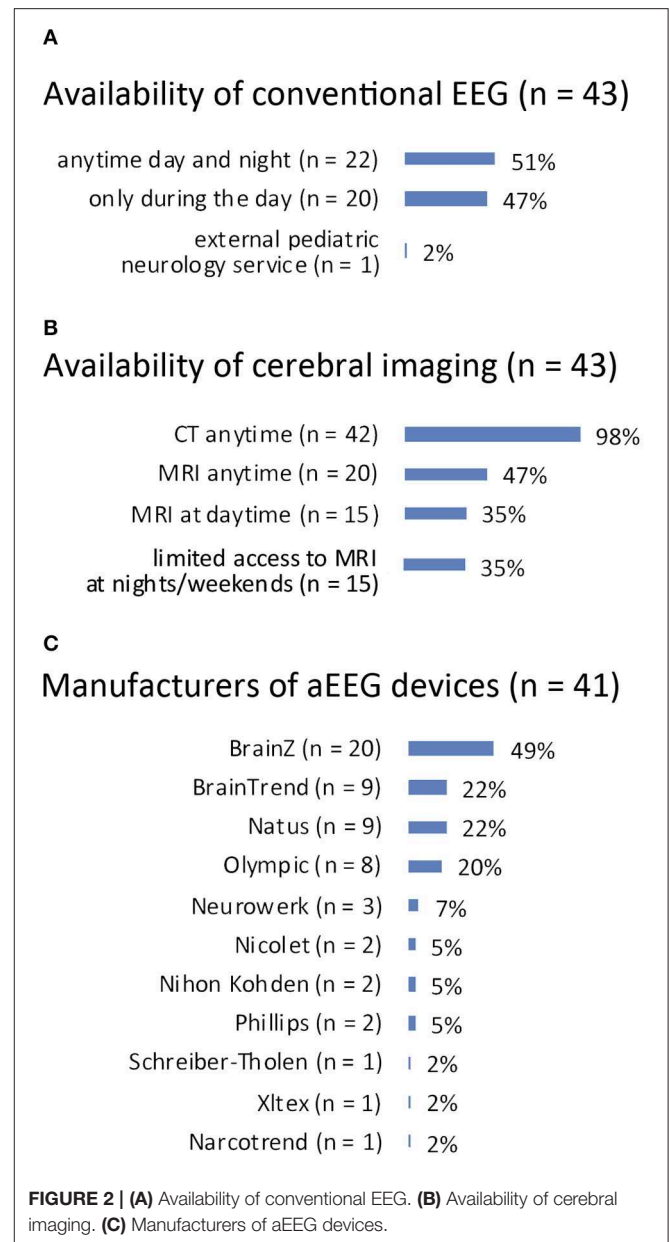 A
Availability of conventional EEG (n = 43)
anytime day and night (n = 22) 51%
only during the day (n = 20) 47%
external pediatric
neurology service (n = 1) 2%
B
Availability of cerebral imaging (n = 43)
CT anytime (n = 42) 98%
MRI anytime (n = 20) 47%
MRI at daytime (n = 15) 35%
limited access to MRI
at nights/weekends (n = 15) 35%
C
Manufacturers of aEEG devices (n = 41)
BrainZ (n = 20) 49%
BrainTrend (n = 9) 22%
Natus (n = 9) 22%
Olympic (n = 8) 20%
Neurowerk (n = 3) 7%
Nicolet (n = 2) 5%
Nihon Kohden (n = 2) 5%
Phillips (n = 2) 5%
Schreiber-Tholen (n = 1) 2%
Xltex (n = 1) 2%
Narcotrend (n = 1) 2%
FIGURE 2 | (A) Availability of conventional EEG. (B) Availability of cerebral
imaging. (C) Manufacturers of aEEG devices.